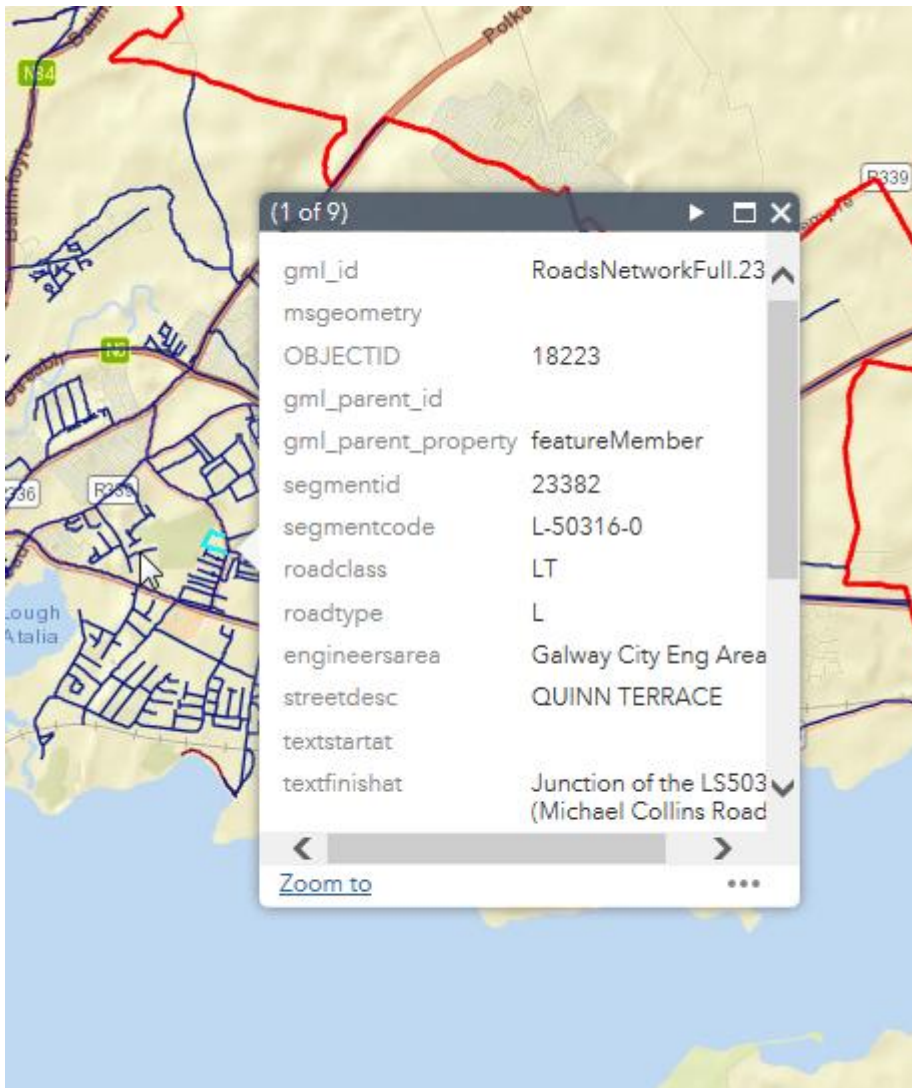 Polke
N84
R339
(1 of 9)
gml_id RoadsNetworkFull.23
msgeometry
OBJECTID 18223
gml_parent_id
gml_parent_property featureMember
segmentid 23382
segmentcode L-50316-0
roadclass LT
roadtype L
engineersarea Galway City Eng Area
streetdesc QUINN TERRACE
textstartat
textfinishat Junction of the LS503
(Michael Collins Road
Zoom to
N6
336
R339
Lough
Atalia